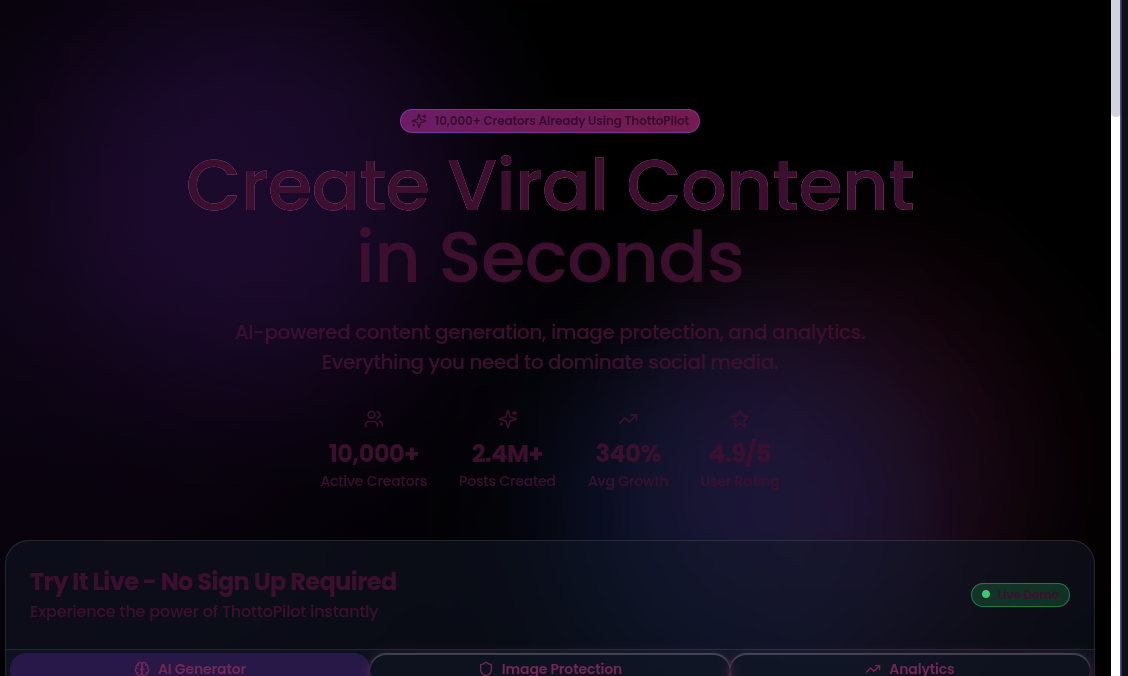 10,000+ Creators Already Using ThottoPilot
Create Viral Content
in Seconds
AI-powered content generation, image protection, and analytics.
Everything you need to dominate social media.
10,000+ 2.4M+ 340% 4.9/5
Active Creators Posts Created Avg Growth User Rating
Try It Live - No Sign Up Required
Experience the power of ThottoPilot instantly
Live Demo
AI Generator Image Protection Analytics